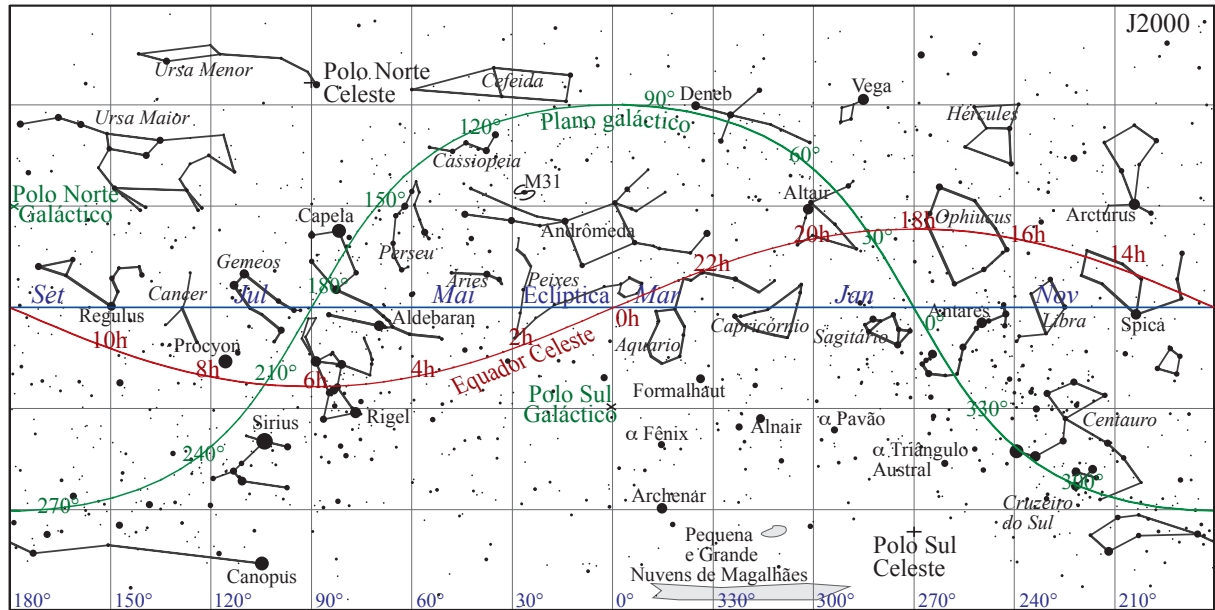 J2000
Ursa Menor
Polo Norte
Celeste
Cefeida
Deneb
90°
Vega
Hércules
Ursa Maior
120°
Plano galáctico
60°
Cassiopeia
M31
Polo Norte
Galáctico
150°
Capela
Perseu
Andrômeda
Altair
20h
30°
18h
Ophiucus
16h
Arcturus
14h
Gemeos
Cancer
180°
Aries
Peixes
22h
Set
Jul
Mai
Eclíptica
Mar
Jan
Nov
Regulus
10h
Procyon
8h
210°
6h
Aldebaran
4h
2h
0h
Aquario
Capricórnio
Sagitário
Antares
0°
Libra
Spica
Equador Celeste
Rigel
Polo Sul
Galáctico
Formalhaut
330°
Sirius
240°
α Fênix
Alnair
α Pavão
α Triângulo
Austral
Centauro
300°
270°
Archenar
Cruzeiro
do Sul
Pequena
e Grande
Nuvens de Magalhães
Polo Sul
Celeste
Canopus
180°
150°
120°
90°
60°
30°
0°
330°
300°
270°
240°
210°